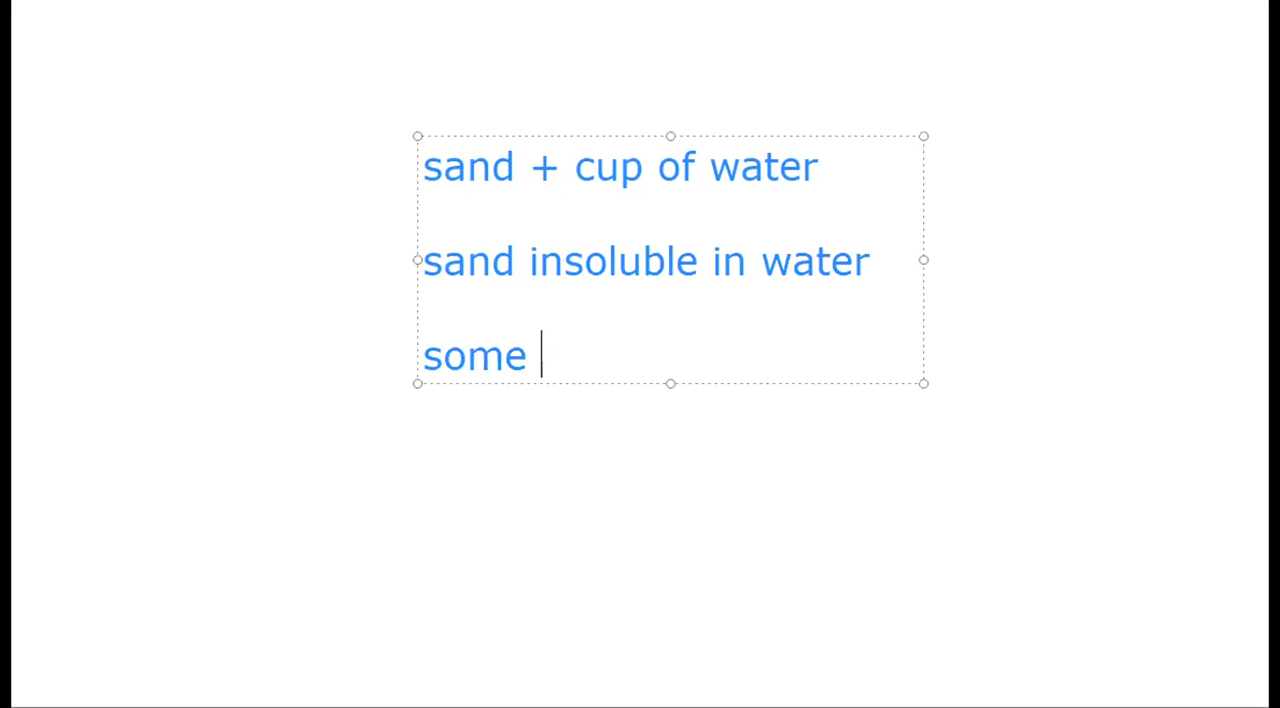 sand + cup of water
sand insoluble in water
some